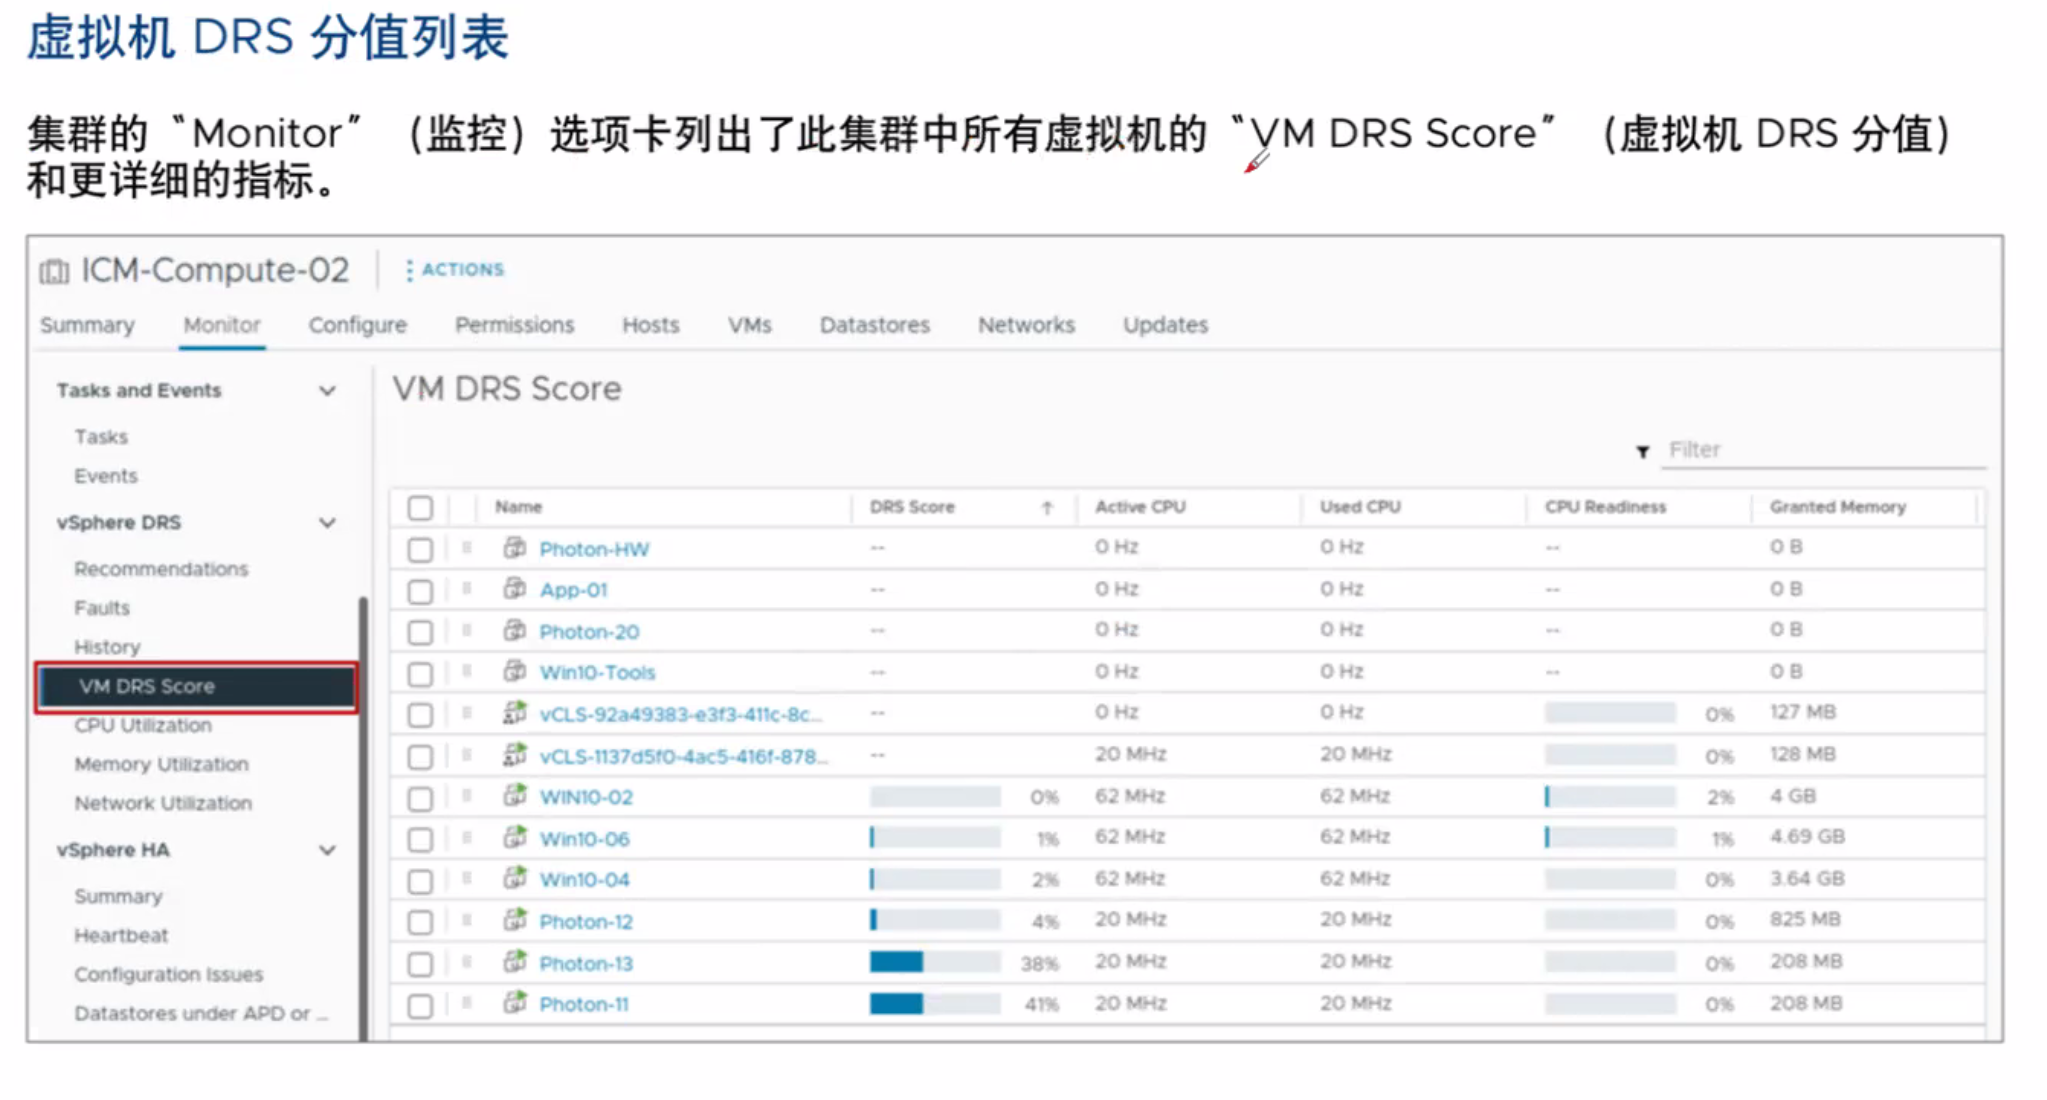 虚拟机 DRS 分值列表
集群的“Monitor”（监控）选项卡列出了此集群中所有虚拟机的“VM DRS Score”（虚拟机 DRS 分值）
和更详细的指标。
ICM-Compute-02 ACTIONS
Summary Monitor Configure Permissions Hosts VMs Datastores Networks Updates
Tasks and Events
Tasks
Events
vSphere DRS
Recommendations
Faults
History
VM DRS Score
CPU Utilization
Memory Utilization
Network Utilization
vSphere HA
Summary
Heartbeat
Configuration Issues
Datastores under APD or ...
VM DRS Score
Filter
Name DRS Score ↑ Active CPU Used CPU CPU Readiness Granted Memory
Photon-HW -- 0 Hz 0 Hz -- 0 B
App-01 -- 0 Hz 0 Hz -- 0 B
Photon-20 -- 0 Hz 0 Hz -- 0 B
Win10-Tools -- 0 Hz 0 Hz -- 0 B
vCLS-92a49383-e3f3-411c-8c... -- 0 Hz 0 Hz 0% 127 MB
vCLS-1137d5f0-4ac5-416f-878... -- 20 MHz 20 MHz 0% 128 MB
WIN10-02 0% 62 MHz 62 MHz 2% 4 GB
Win10-06 1% 62 MHz 62 MHz 1% 4.69 GB
Win10-04 2% 62 MHz 62 MHz 0% 3.64 GB
Photon-12 4% 20 MHz 20 MHz 0% 825 MB
Photon-13 38% 20 MHz 20 MHz 0% 208 MB
Photon-11 41% 20 MHz 20 MHz 0% 208 MB